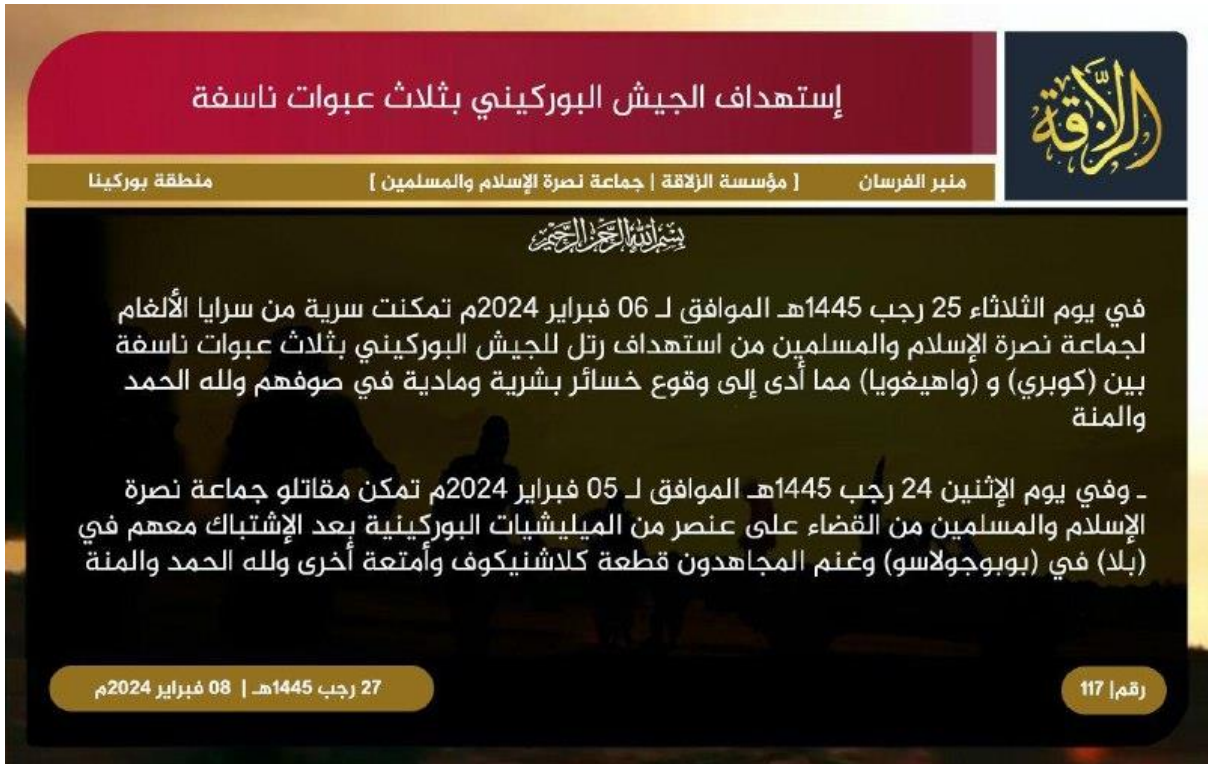 الزلاقة
إستهداف الجيش البوركيني بثلاث عبوات ناسفة
منبر الفرسان [ مؤسسة الزلاقة | جماعة نصرة الإسلام والمسلمين ] منطقة بوركينا
بسم الله الرحمن الرحيم
في يوم الثلاثاء 25 رجب 1445هـ الموافق لـ 06 فبراير 2024م تمكنت سرية من سرايا الألغام
لجماعة نصرة الإسلام والمسلمين من استهداف رتل للجيش البوركيني بثلاث عبوات ناسفة
بين (كوبري) و (واهيغويا) مما أدى إلى وقوع خسائر بشرية ومادية في صوفهم ولله الحمد
والمنة
ـ وفي يوم الإثنين 24 رجب 1445هـ الموافق لـ 05 فبراير 2024م تمكن مقاتلو جماعة نصرة
الإسلام والمسلمين من القضاء على عنصر من الميليشيات البوركينية بعد الإشتباك معهم في
(بلا) في (بوبوجولاسو) وغنم المجاهدون قطعة كلاشنيكوف وأمتعة أخرى ولله الحمد والمنة
رقم| 117
27 رجب 1445هـ | 08 فبراير 2024م